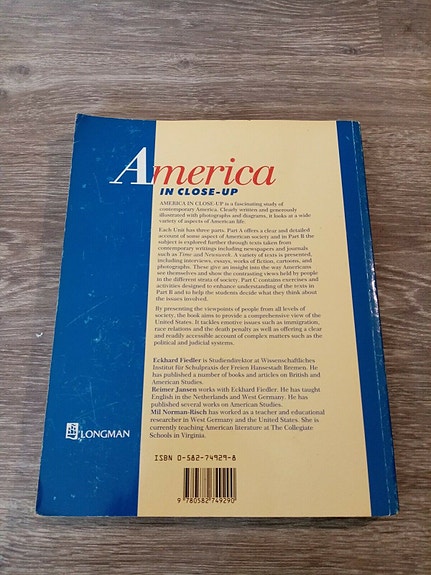 America
IN CLOSE-UP
AMERICA IN CLOSE-UP is a fascinating study of
contemporary America. Clearly written and generously
illustrated with photographs and diagrams, it looks at a wide
variety of aspects of American life.
Each Unit has three parts. Part A offers a clear and detailed
account of some aspect of American society and in Part B the
subject is explored further through texts taken from
contemporary writings including newspapers and journals
such as Time and Newsweek. A variety of texts is presented,
including interviews, essays, works of fiction, cartoons, and
photographs. These give an insight into the way Americans
see themselves and show the contrasting views held by people
in the different strata of society. Part C contains exercises and
activities designed to enhance understanding of the texts in
Part B and to help the students decide what they think about
the issues involved.
By presenting the viewpoints of people from all levels of
society, the book aims to provide a comprehensive view of the
United States. It tackles emotive issues such as immigration,
race relations and the death penalty as well as offering a clear
and readily accessible account of complex matters such as the
political and judicial systems.
Eckhard Fiedler is Studiendirektor at Wissenschaftliches
Institut für Schulpraxis der Freien Hansestadt Bremen. He
has published a number of books and articles on British and
American Studies.
Reimer Jansen works with Eckhard Fiedler. He has taught
English in the Netherlands and West Germany. He has
published several works on American Studies.
Mil Norman-Risch has worked as a teacher and educational
researcher in West Germany and the United States. She is
currently teaching American literature at The Collegiate
Schools in Virginia.
LONGMAN
ISBN 0-582-74929-8
9 780582 749290